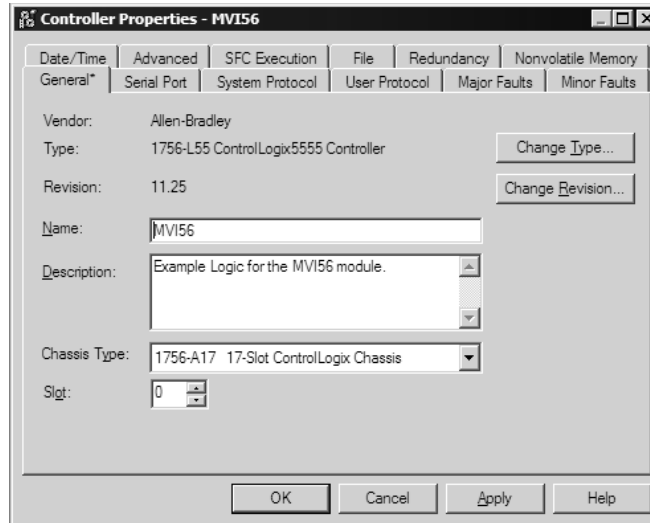 Controller Properties - MVI56
Date/Time Advanced SFC Execution File Redundancy Nonvolatile Memory
General* Serial Port System Protocol User Protocol Major Faults Minor Faults
Vendor: Allen-Bradley
Type: 1756-L55 ControlLogix5555 Controller Change Type...
Revision: 11.25 Change Revision...
Name: MVI56
Description: Example Logic for the MVI56 module.
Chassis Type: 1756-A17 17-Slot ControlLogix Chassis
Slot: 0
OK Cancel Apply Help